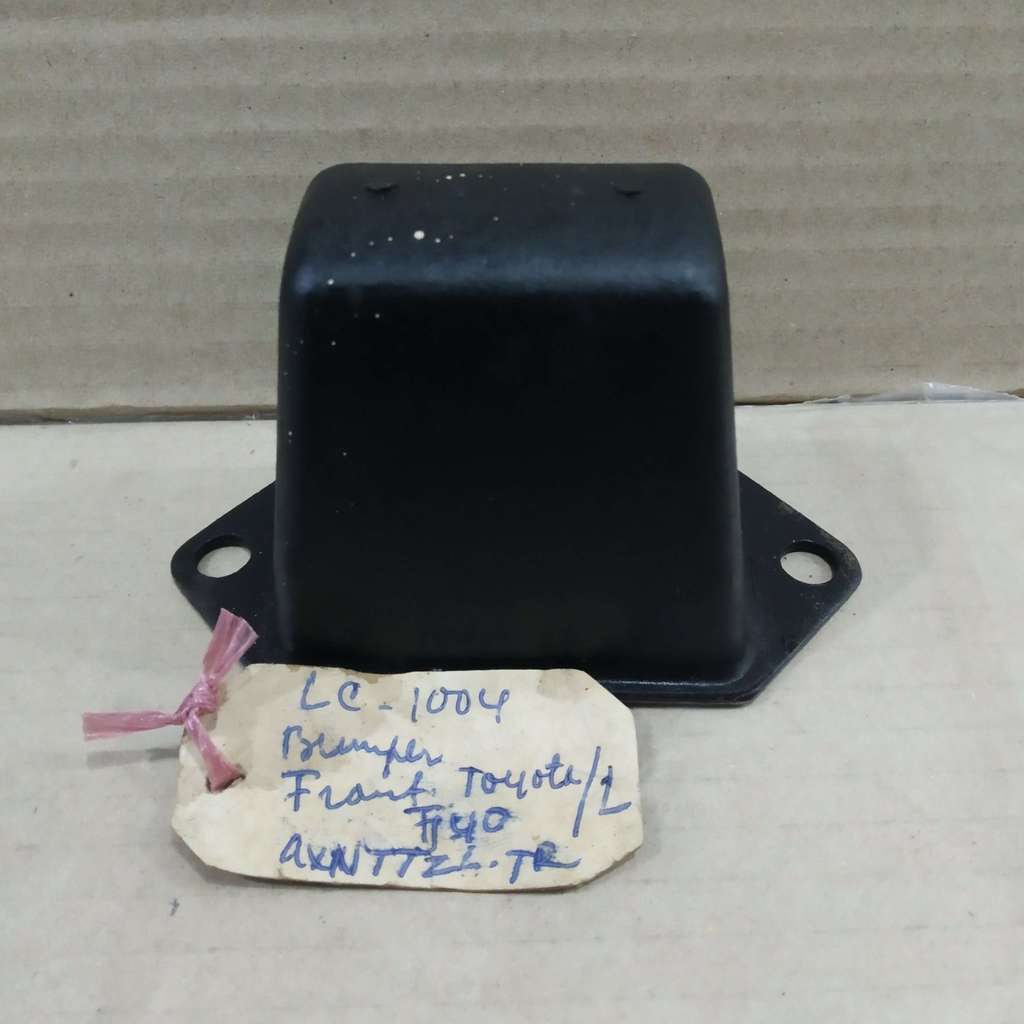 LC - 1004
Bumper
Front. Toyota/L
FJ40
AXNTTZL.TR